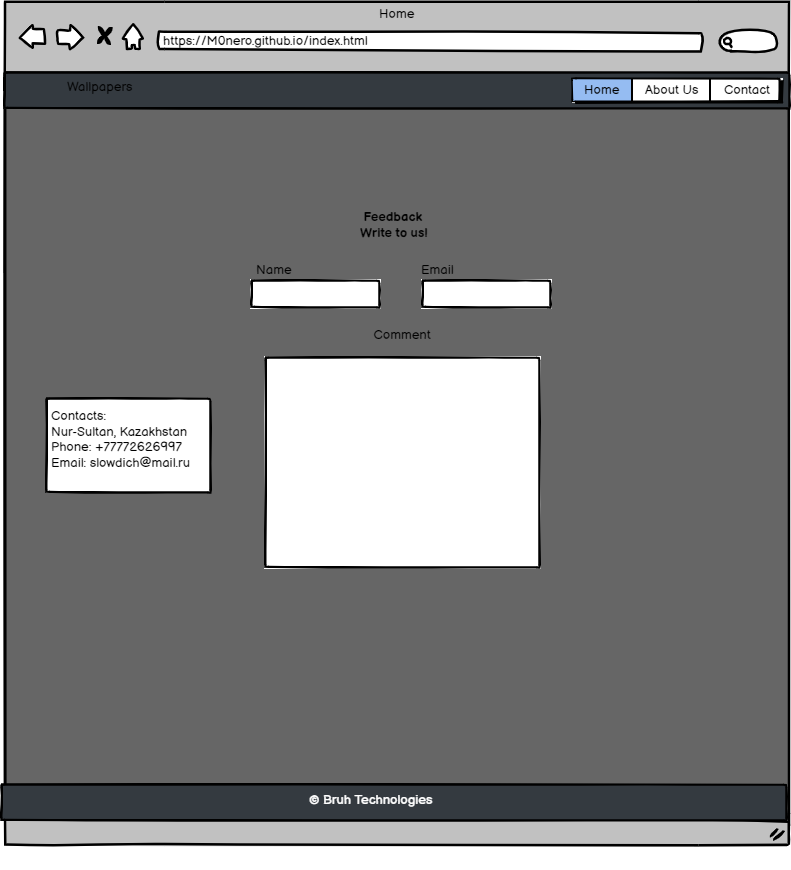 Home
https://M0nero.github.io/index.html
Wallpapers
Home
About Us
Contact
Feedback
Write to us!
Name
Email
Comment
Contacts:
Nur-Sultan, Kazakhstan
Phone: +77772626997
Email: slowdich@mail.ru
© Bruh Technologies